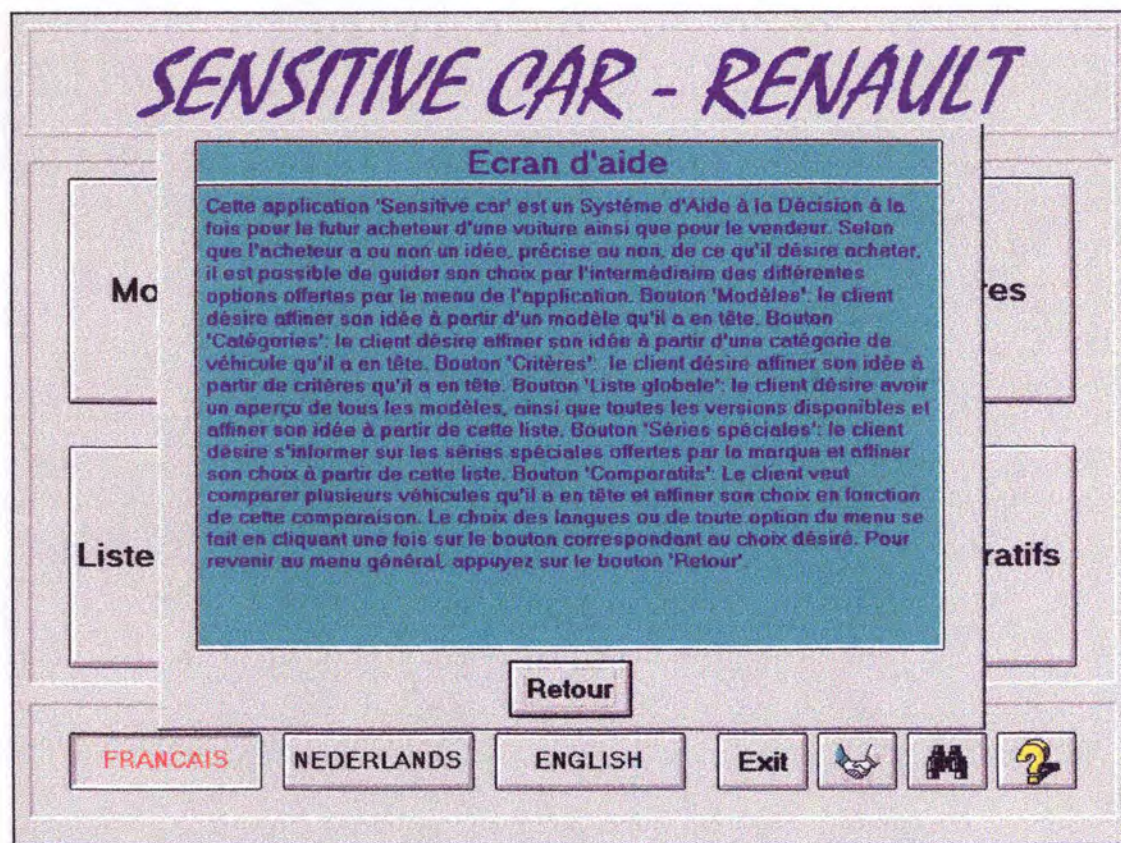 SENSITIVE CAR - RENAULT
Ecran d'aide
Cette application 'Sensitive car' est un Systéme d'Aide à la Décision à la
fois pour le futur acheteur d'une voiture ainsi que pour le vendeur. Selon
que l'acheteur a ou non un idée, précise ou non, de ce qu'il désire acheter,
il est possible de guider son choix par l'intermédiaire des différentes
options offertes par le menu de l'application. Bouton 'Modèles': le client
désire affiner son idée à partir d'un modèle qu'il a en tête. Bouton
'Catégories': le client désire affiner son idée à partir d'une catégorie de
véhicule qu'il a en tête. Bouton 'Critères': le client désire affiner son idée à
partir de critères qu'il a en tête. Bouton 'Liste globale': le client désire avoir
un aperçu de tous les modèles, ainsi que toutes les versions disponibles et
affiner son idée à partir de cette liste. Bouton 'Séries spéciales': le client
désire s'informer sur les séries spéciales offertes par la marque et affiner
son choix à partir de cette liste. Bouton 'Comparatifs': Le client veut
comparer plusieurs véhicules qu'il a en tête et affiner son choix en fonction
de cette comparaison. Le choix des langues ou de toute option du menu se
fait en cliquant une fois sur le bouton correspondant au choix désiré. Pour
revenir au menu général, appuyez sur le bouton 'Retour'.
Mo
res
Liste
ratifs
Retour
FRANCAIS
NEDERLANDS
ENGLISH
Exit